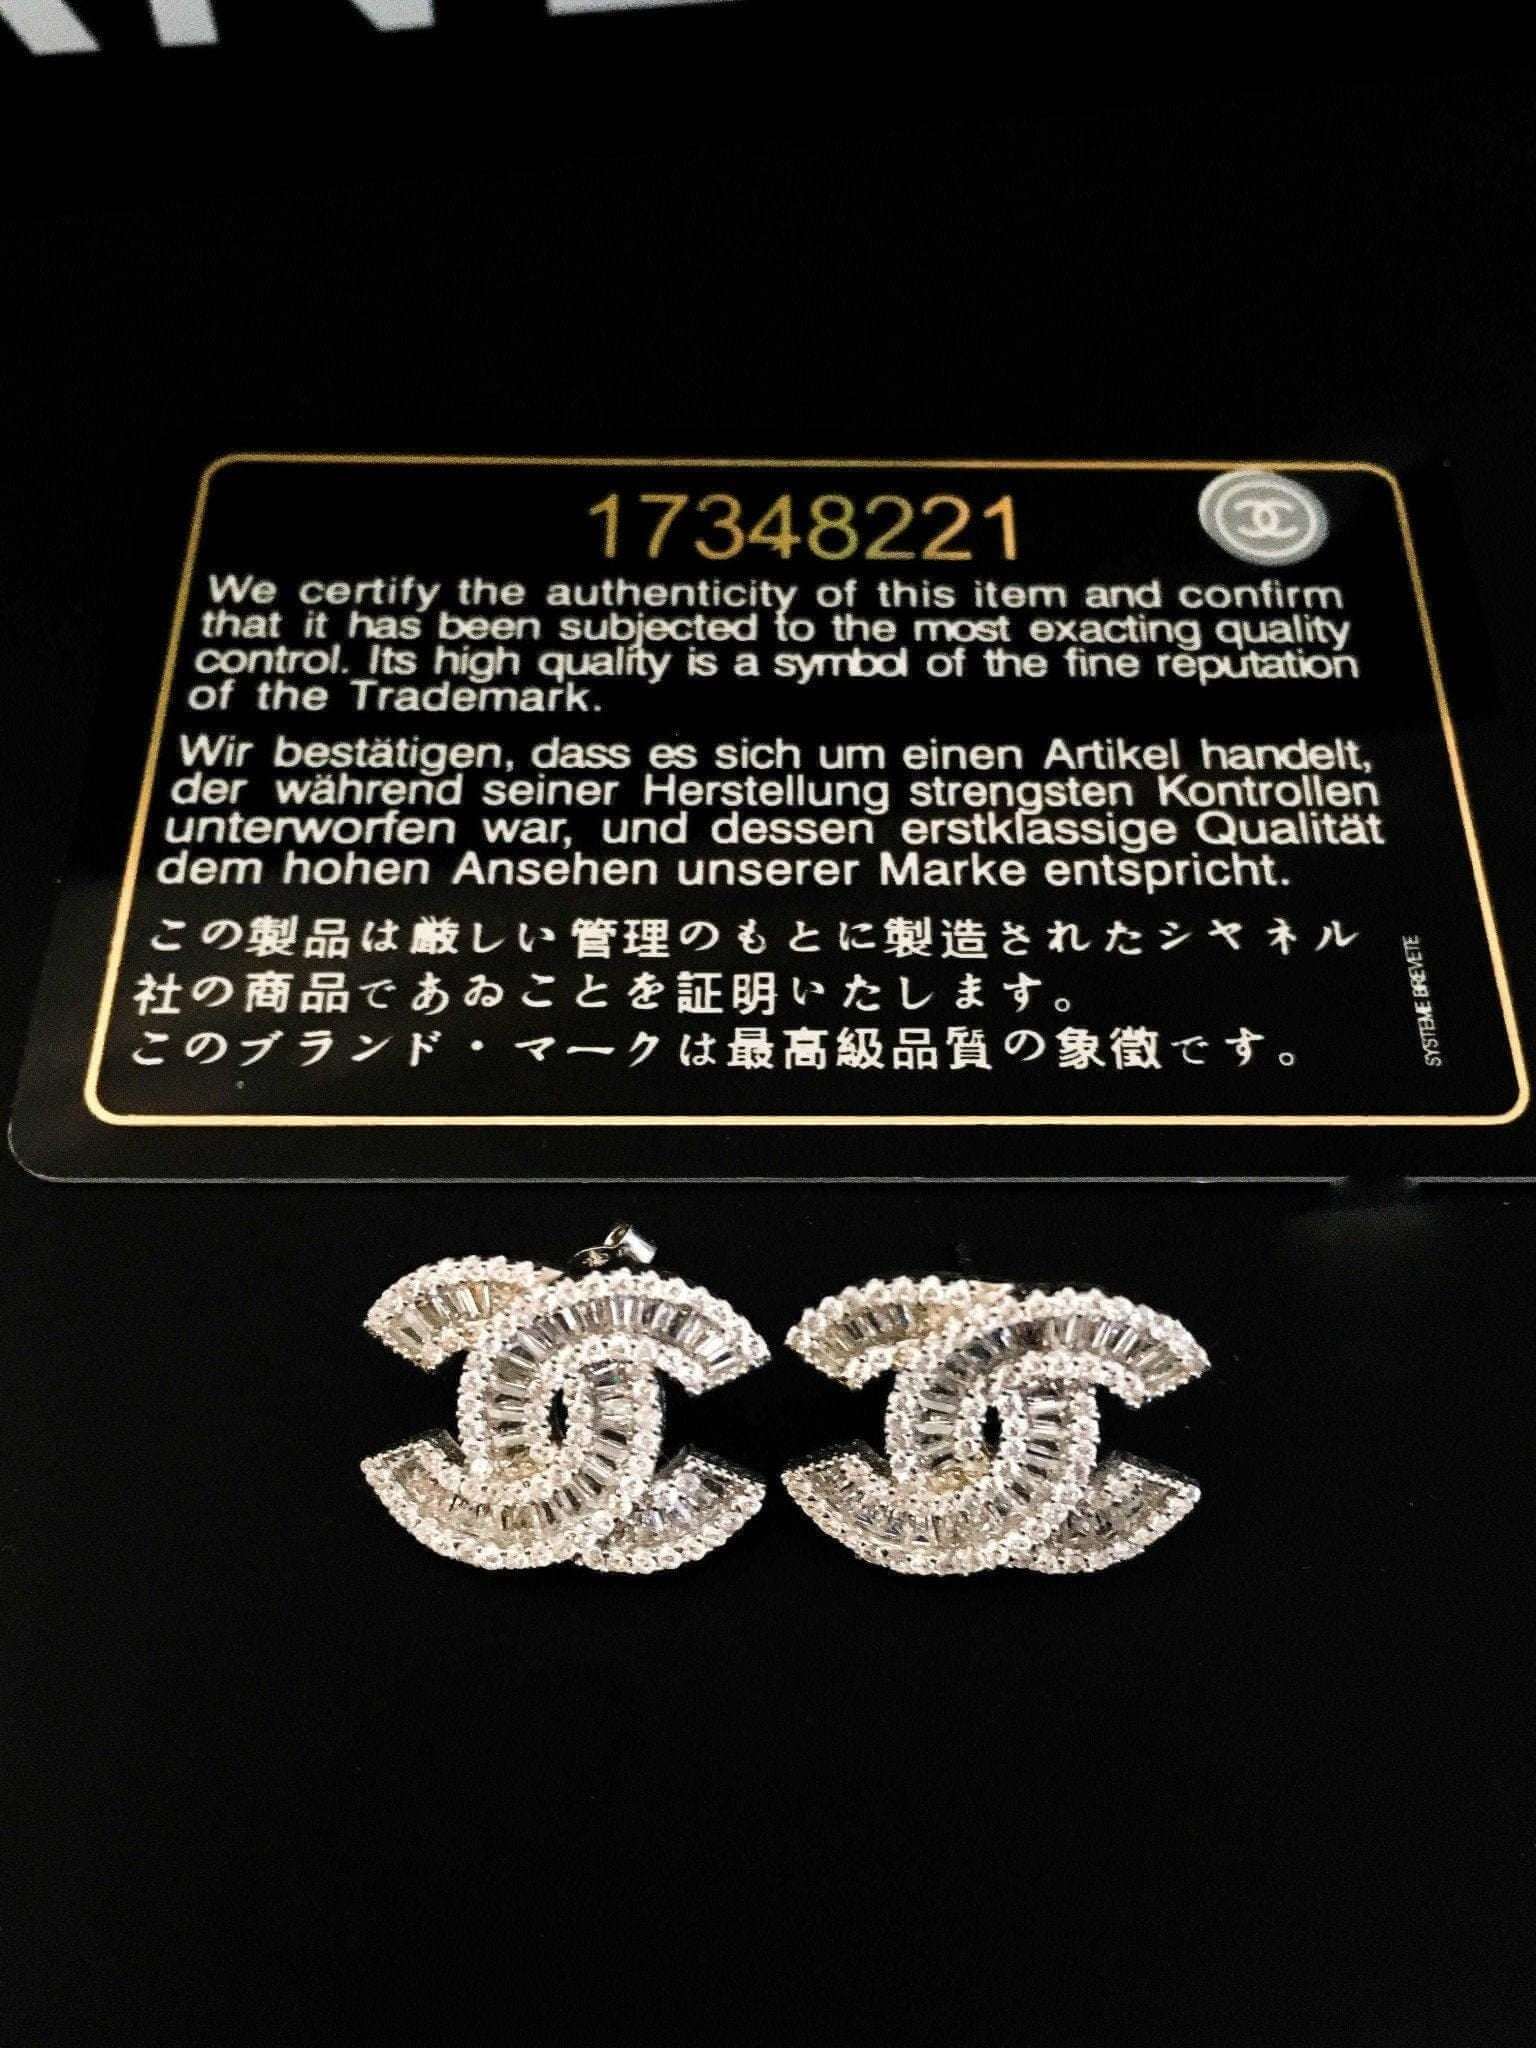 17348221
We certify the authenticity of this item and confirm
that it has been subjected to the most exacting quality
control. Its high quality is a symbol of the fine reputation
of the Trademark.
Wir bestätigen, dass es sich um einen Artikel handelt,
der während seiner Herstellung strengsten Kontrollen
unterworfen war, und dessen erstklassige Qualität
dem hohen Ansehen unserer Marke entspricht.
この製品は厳しい管理のもとに製造されたシヤネル
社の商品であゐことを証明いたします。
このブランド・マークは最高級品質の象徴です。
SYSTEME BREVETE